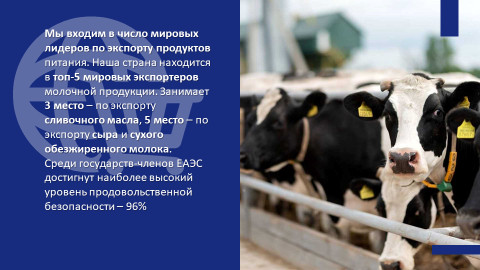 Мы входим в число мировых
лидеров по экспорту продуктов
питания. Наша страна находится
в топ-5 мировых экспортеров
молочной продукции. Занимает
3 место – по экспорту
сливочного масла, 5 место – по
экспорту сыра и сухого
обезжиренного молока.
Среди государств-членов ЕАЭС
достигнут наиболее высокий
уровень продовольственной
безопасности – 96%